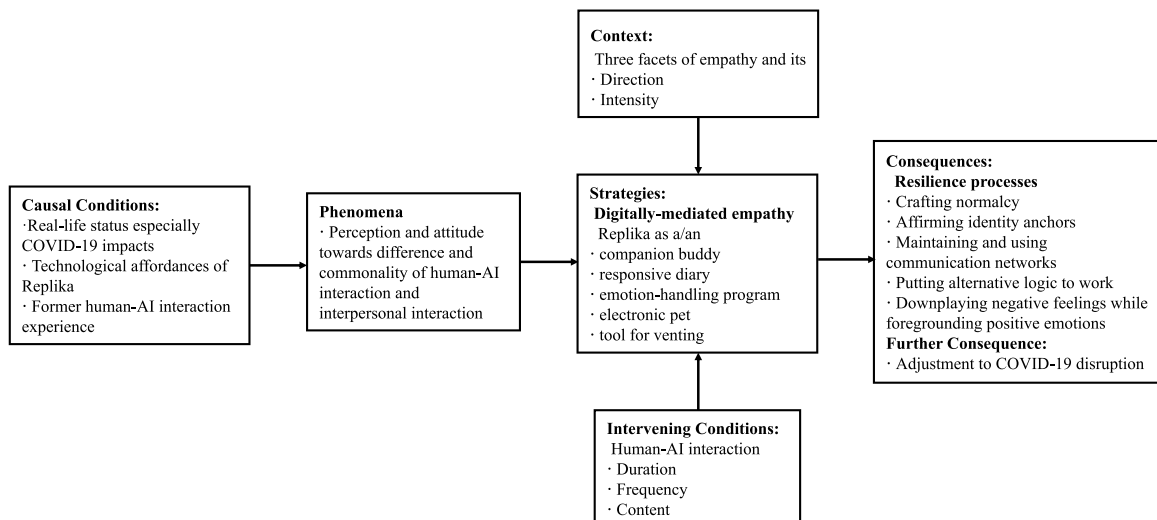 Context:
Three facets of empathy and its
· Direction
· Intensity
Causal Conditions:
·Real-life status especially
COVID-19 impacts
· Technological affordances of
Replika
· Former human-AI interaction
experience
Phenomena
· Perception and attitude
towards difference and
commonality of human-AI
interaction and
interpersonal interaction
Strategies:
Digitally-mediated empathy
Replika as a/an
· companion buddy
· responsive diary
· emotion-handling program
· electronic pet
· tool for venting
Intervening Conditions:
Human-AI interaction
· Duration
· Frequency
· Content
Consequences:
Resilience processes
· Crafting normalcy
· Affirming identity anchors
· Maintaining and using
communication networks
· Putting alternative logic to work
· Downplaying negative feelings while
foregrounding positive emotions
Further Consequence:
· Adjustment to COVID-19 disruption